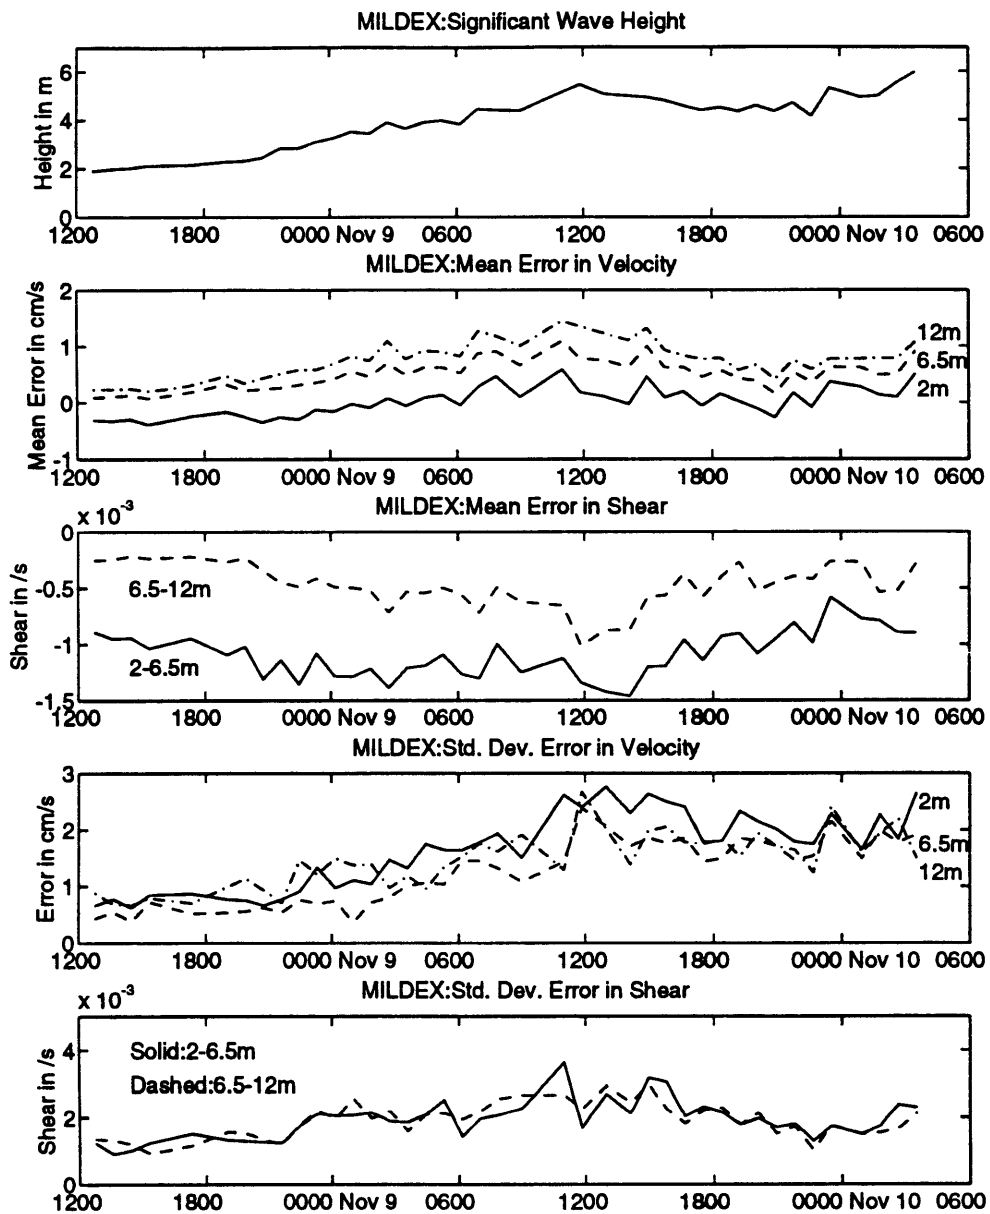 MILDEX:Significant Wave Height
Height in m
6
4
2
0
1200 1800 0000 Nov 9 0600 1200 1800 0000 Nov 10 0600
MILDEX:Mean Error in Velocity
Mean Error in cm/s
2
1
0
-1
12m
6.5m
2m
1200 1800 0000 Nov 9 0600 1200 1800 0000 Nov 10 0600
MILDEX:Mean Error in Shear
x 10-3
Shear in /s
0
-0.5
-1
-1.5
6.5-12m
2-6.5m
1200 1800 0000 Nov 9 0600 1200 1800 0000 Nov 10 0600
MILDEX:Std. Dev. Error in Velocity
Error in cm/s
3
2
1
0
2m
6.5m
12m
1200 1800 0000 Nov 9 0600 1200 1800 0000 Nov 10 0600
MILDEX:Std. Dev. Error in Shear
x 10-3
Shear in /s
4
2
0
Solid:2-6.5m
Dashed:6.5-12m
1200 1800 0000 Nov 9 0600 1200 1800 0000 Nov 10 0600